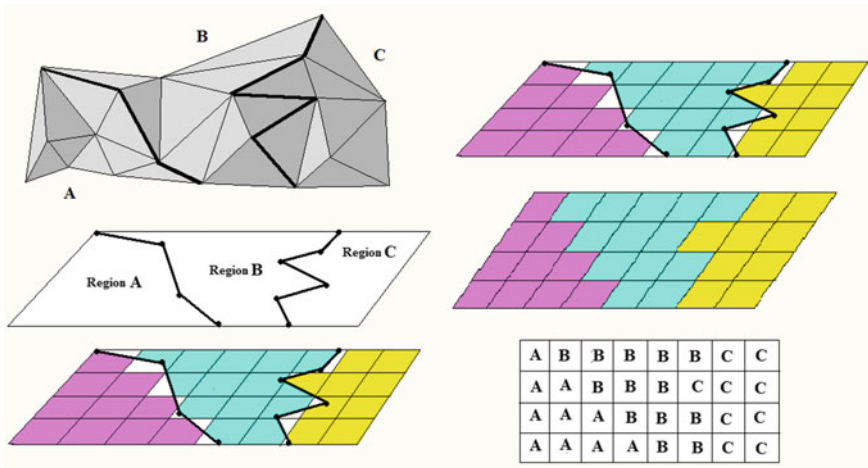 B
C
A
Region A
Region B
Region C
A B B B B B C C
A A B B B C C C
A A A B B B C C
A A A A B B C C